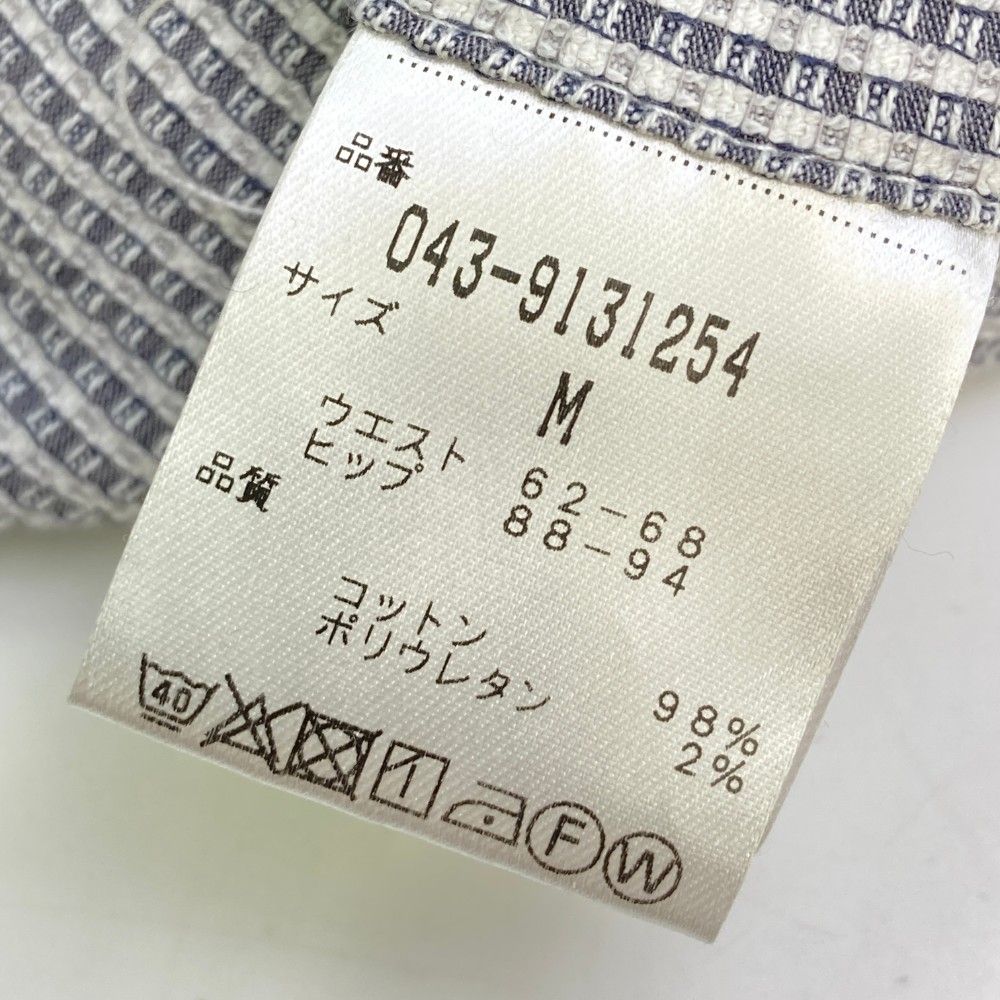 品番
043-9131254
サイズ
M
ウエスト 62-68
ヒップ 88-94
品質
コットン 98%
ポリウレタン 2%
40
F W